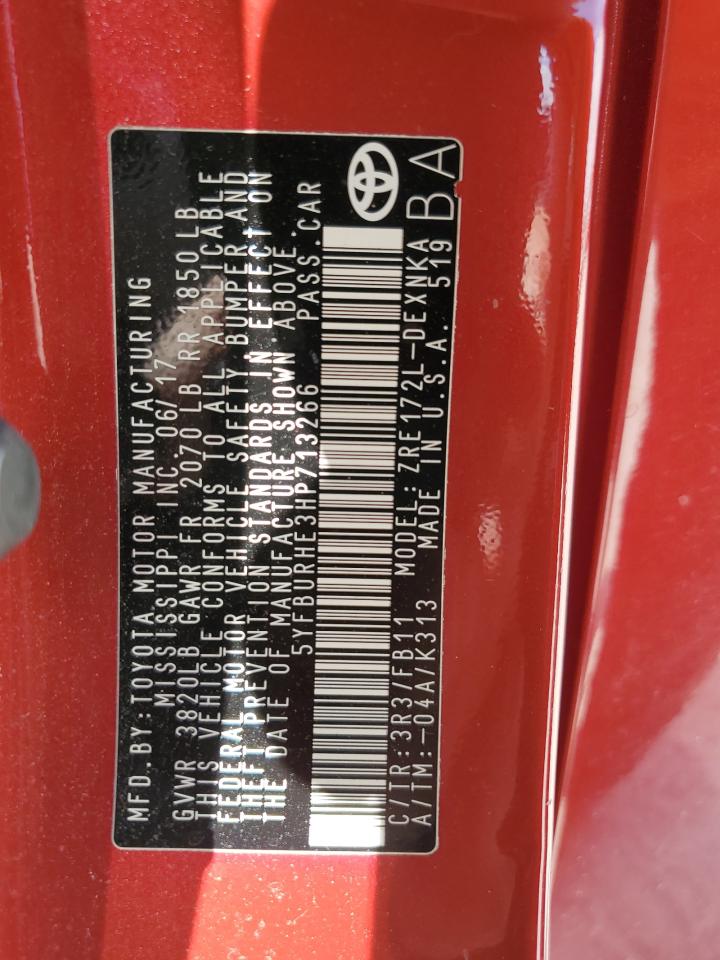 MFD. BY: TOYOTA MOTOR MANUFACTURING
MISSISSIPPI INC. 06/17
GVWR 3820LB GAWR FR 2070 LB RR 1850 LB
THIS VEHICLE CONFORMS TO ALL APPLICABLE
FEDERAL MOTOR VEHICLE SAFETY BUMPER AND
THEFT PREVENTION STANDARDS IN EFFECT ON
THE DATE OF MANUFACTURE SHOWN ABOVE.
5YFBURHE3HP713266 PASS.CAR
C/TR:3R3/FB11 MODEL:ZRE172L-DEXNKA
A/TM:-04A/K313 MADE IN U.S.A. 519
BA